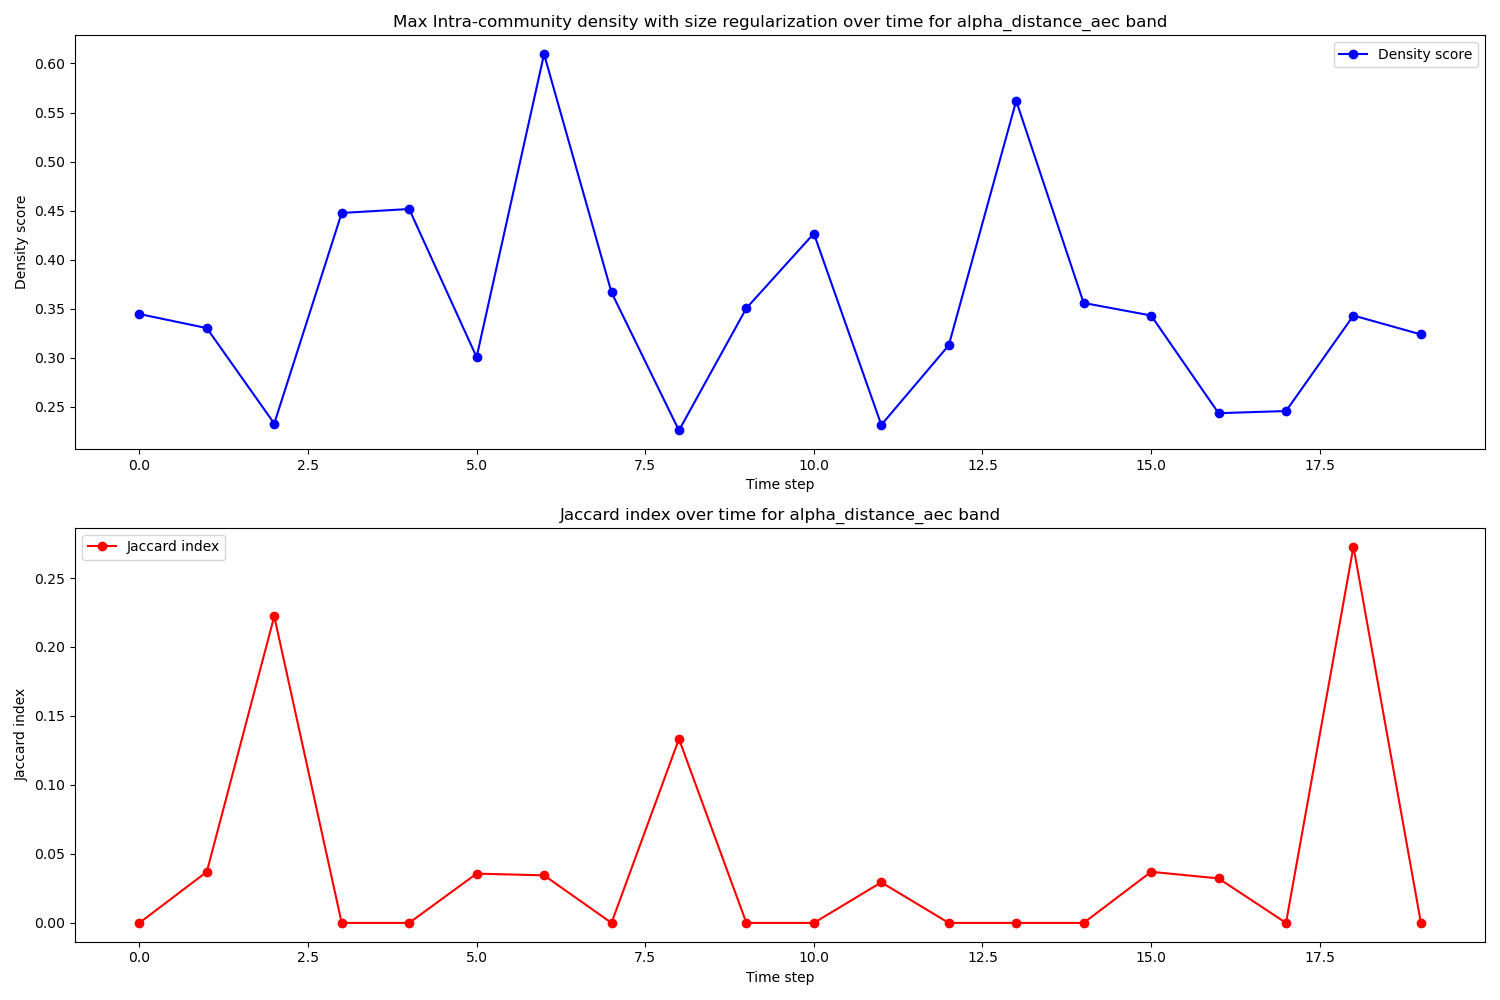 Max Intra-community density with size regularization over time for alpha_distance_aec band
Density score
0.60
0.55
0.50
0.45
0.40
0.35
0.30
0.25
Density score
0.0 2.5 5.0 7.5 10.0 12.5 15.0 17.5
Time step
Jaccard index over time for alpha_distance_aec band
Jaccard index
0.25
0.20
0.15
0.10
0.05
0.00
Jaccard index
0.0 2.5 5.0 7.5 10.0 12.5 15.0 17.5
Time step